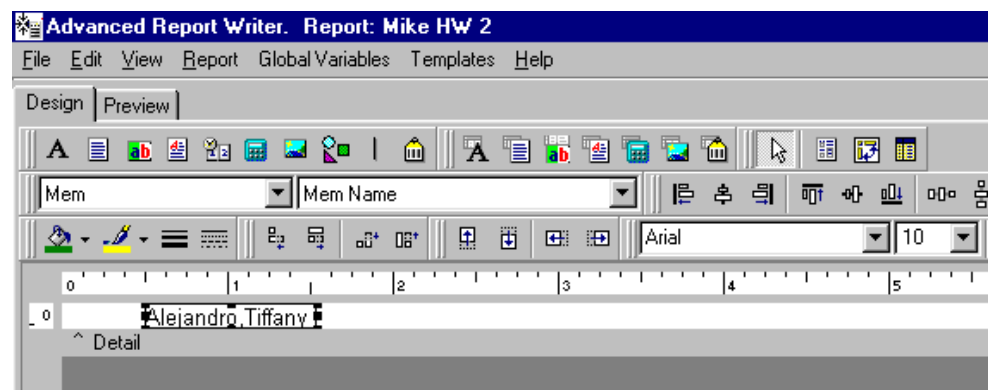 Advanced Report Writer. Report: Mike HW 2
File Edit View Report Global Variables Templates Help
Design Preview
Mem Mem Name
Arial 10
0 1 2 3 4 5
0 Alejandro,Tiffany
^ Detail